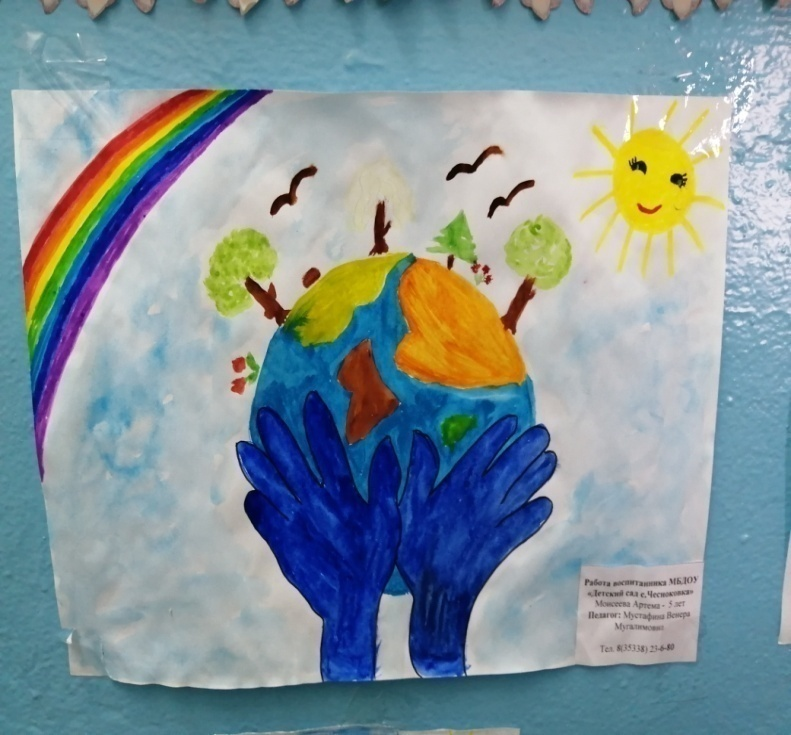 Работа воспитанника МБДОУ
«Детский сад с.Чесноковка»
Моисеева Артема - 5 лет
Педагог: Мустафина Венера
Мугалимовна
Тел. 8(35338) 23-6-80